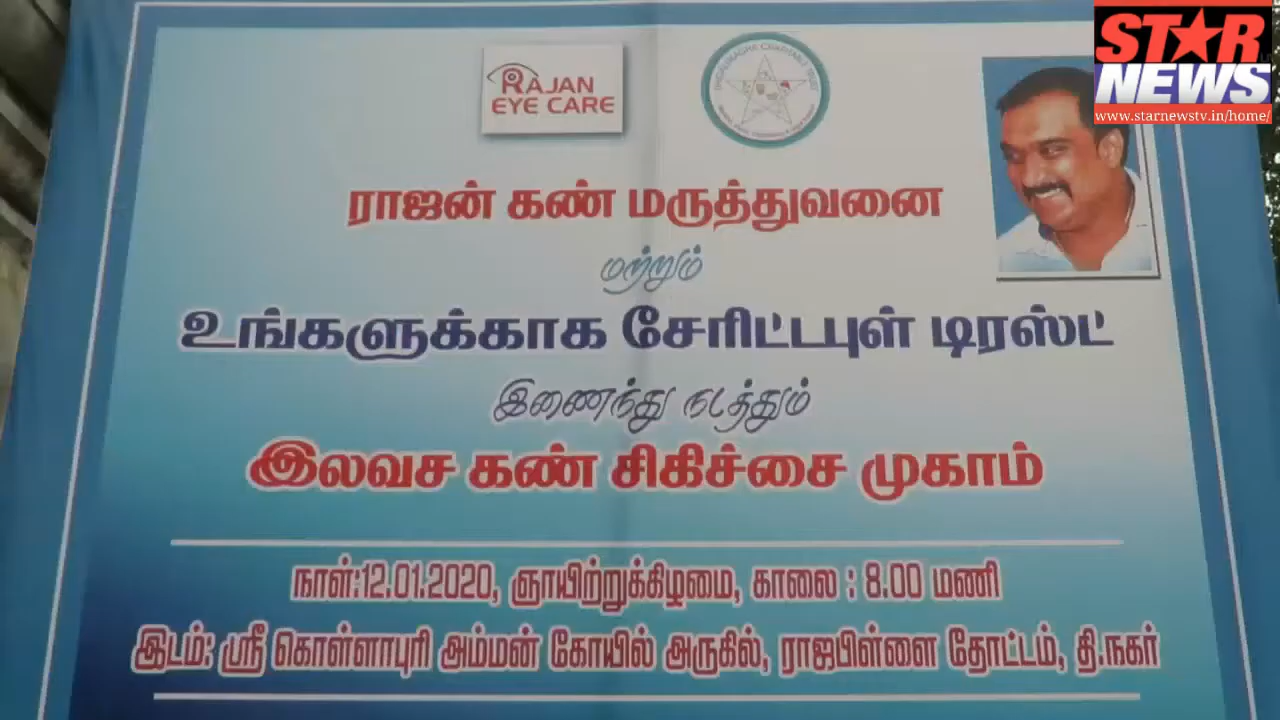 STAR
NEWS
www.starnewstv.in/home/
RAJAN
EYE CARE
ராஜன் கண் மருத்துவனை
மற்றும்
உங்களுக்காக சேரிட்டபுள் டிரஸ்ட்
இணைந்து நடத்தும்
இலவச கண் சிகிச்சை முகாம்
நாள்:12.01.2020, ஞாயிற்றுக்கிழமை, காலை : 8.00 மணி
இடம்: ஸ்ரீ கொள்ளாபுரி அம்மன் கோயில் அருகில், ராஜபிள்ளை தோட்டம், தி.நகர்